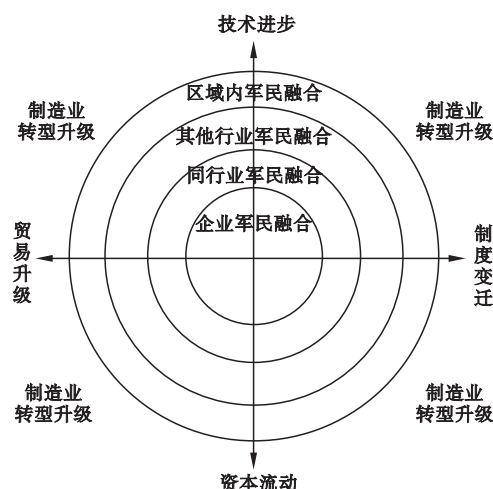 技术进步
区域内军民融合
制造业
转型升级
制造业
转型升级
其他行业军民融合
同行业军民融合
企业军民融合
贸易升级
制度变迁
制造业
转型升级
制造业
转型升级
资本流动